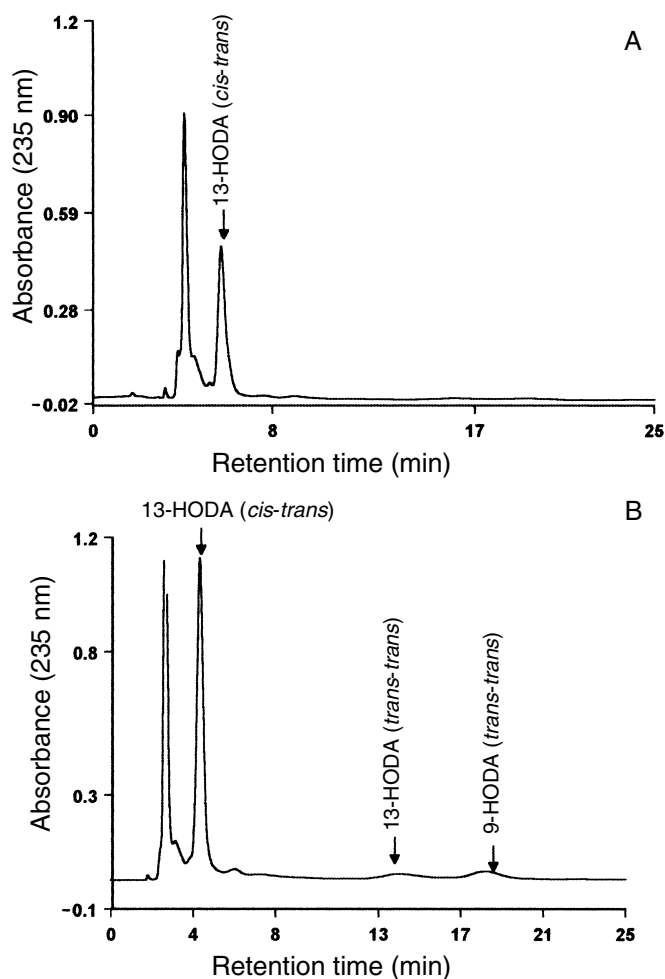 A
1.2
0.90
0.59
0.28
−0.02
Absorbance (235 nm)
13-HODA (cis-trans)
0
8
17
25
Retention time (min)
B
13-HODA (cis-trans)
1.2
0.8
0.3
−0.1
Absorbance (235 nm)
13-HODA (trans-trans)
9-HODA (trans-trans)
0
4
8
13
17
21
25
Retention time (min)